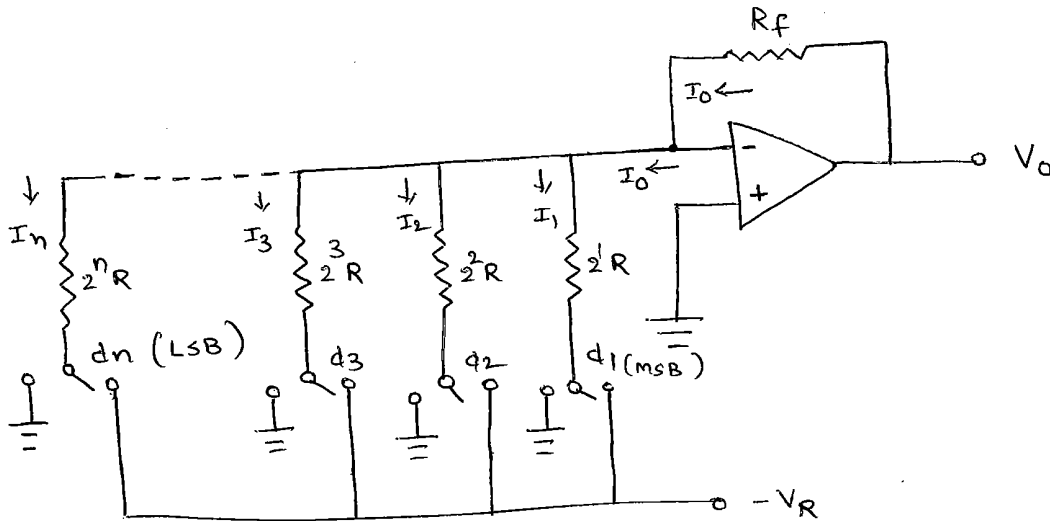 Rf
I0 ←
- 
I0 ←
+
V0
↓ ↓ ↓ ↓
In I3 I2 I1
2^n R 2^3 R 2^2 R 2^1 R
dn (LSB) d3 d2 d1 (MSB)
-VR